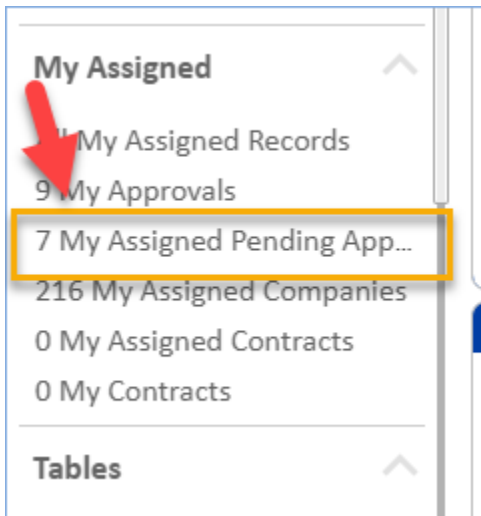 My Assigned
My Assigned Records
9 My Approvals
7 My Assigned Pending App...
216 My Assigned Companies
0 My Assigned Contracts
0 My Contracts
Tables